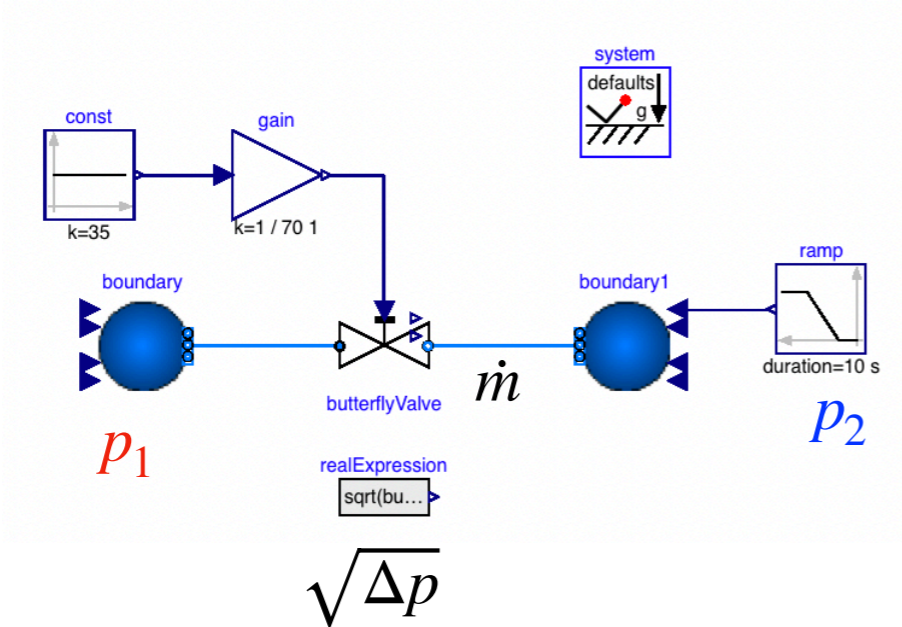 system
defaults
g
const
gain
k=35
k=1 / 70 1
ramp
boundary
boundary1
duration=10 s
ṁ
butterflyValve
p₁
p₂
realExpression
sqrt(bu...
√Δp